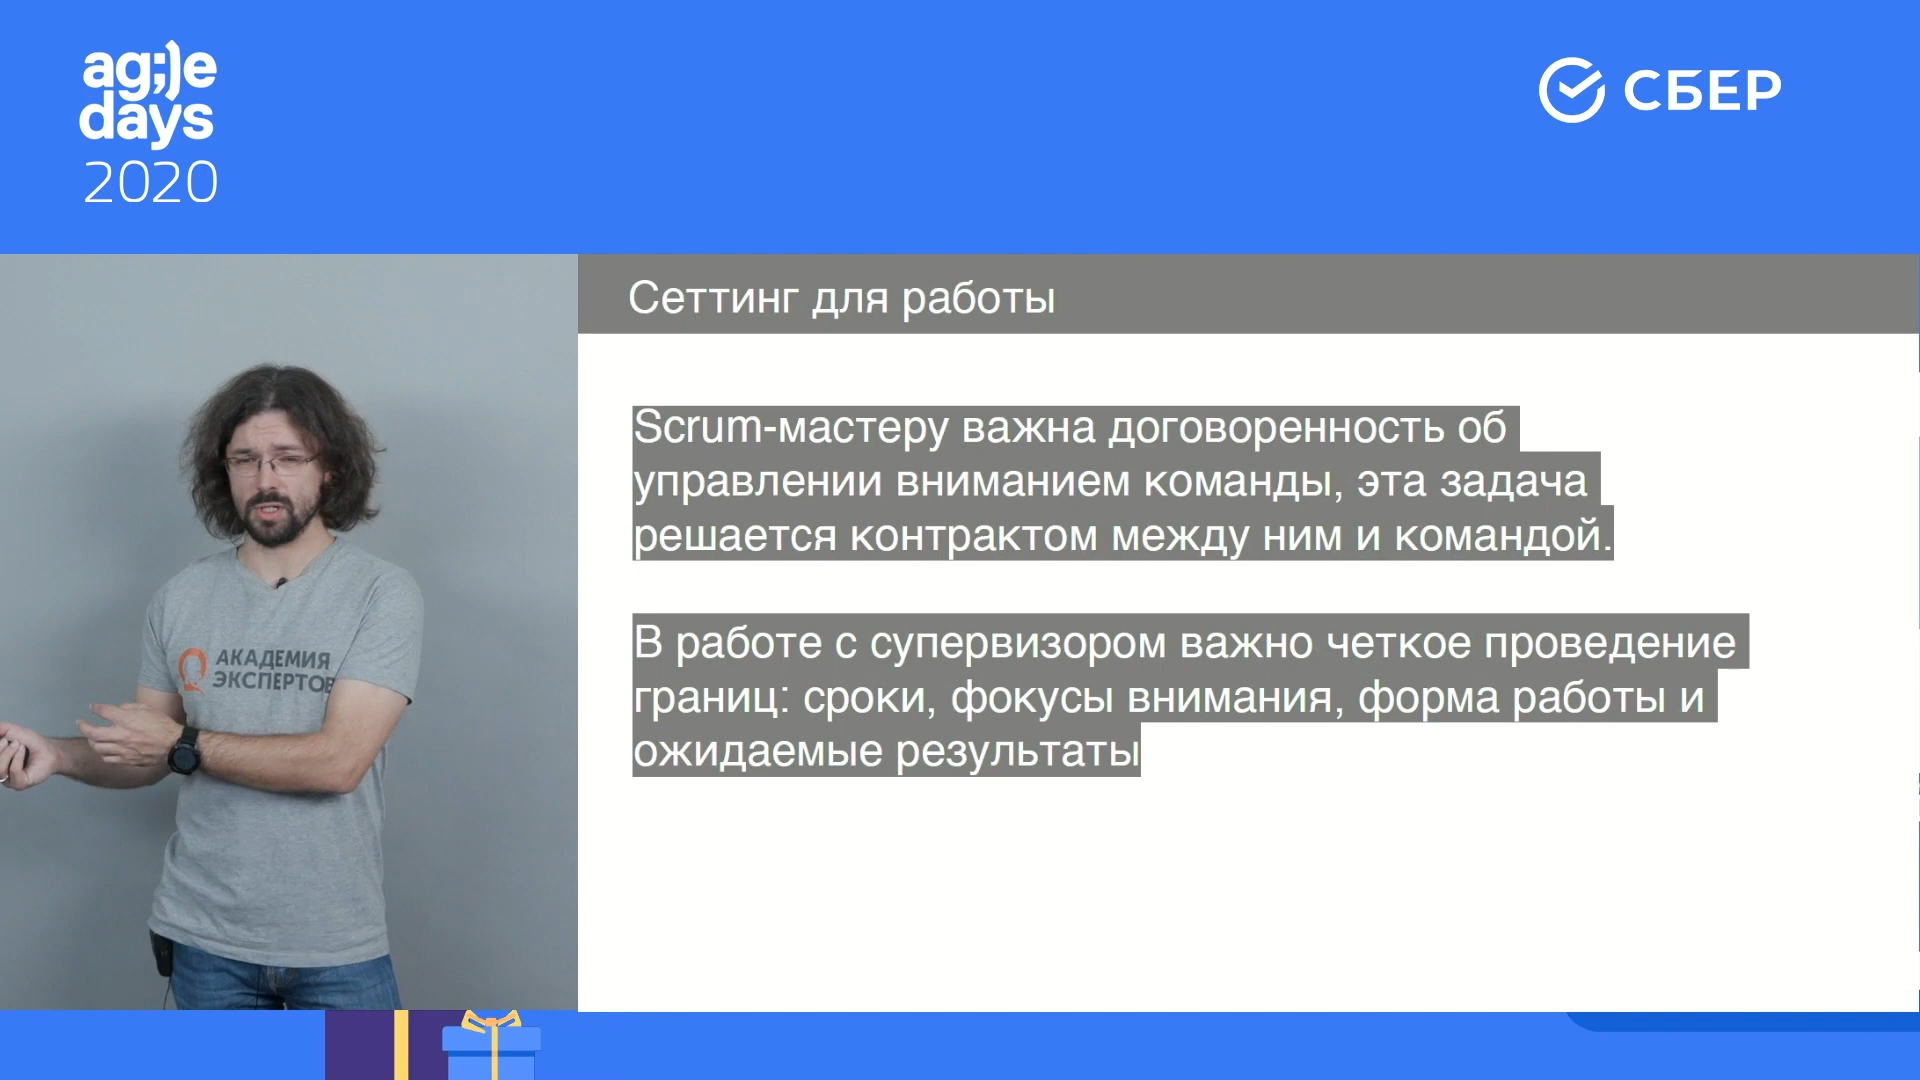 ag;le
days
2020
СБЕР
Сеттинг для работы
Scrum-мастеру важна договоренность об
управлении вниманием команды, эта задача
решается контрактом между ним и командой.
В работе с супервизором важно четкое проведение
границ: сроки, фокусы внимания, форма работы и
ожидаемые результаты
АКАДЕМИЯ
ЭКСПЕРТОВ